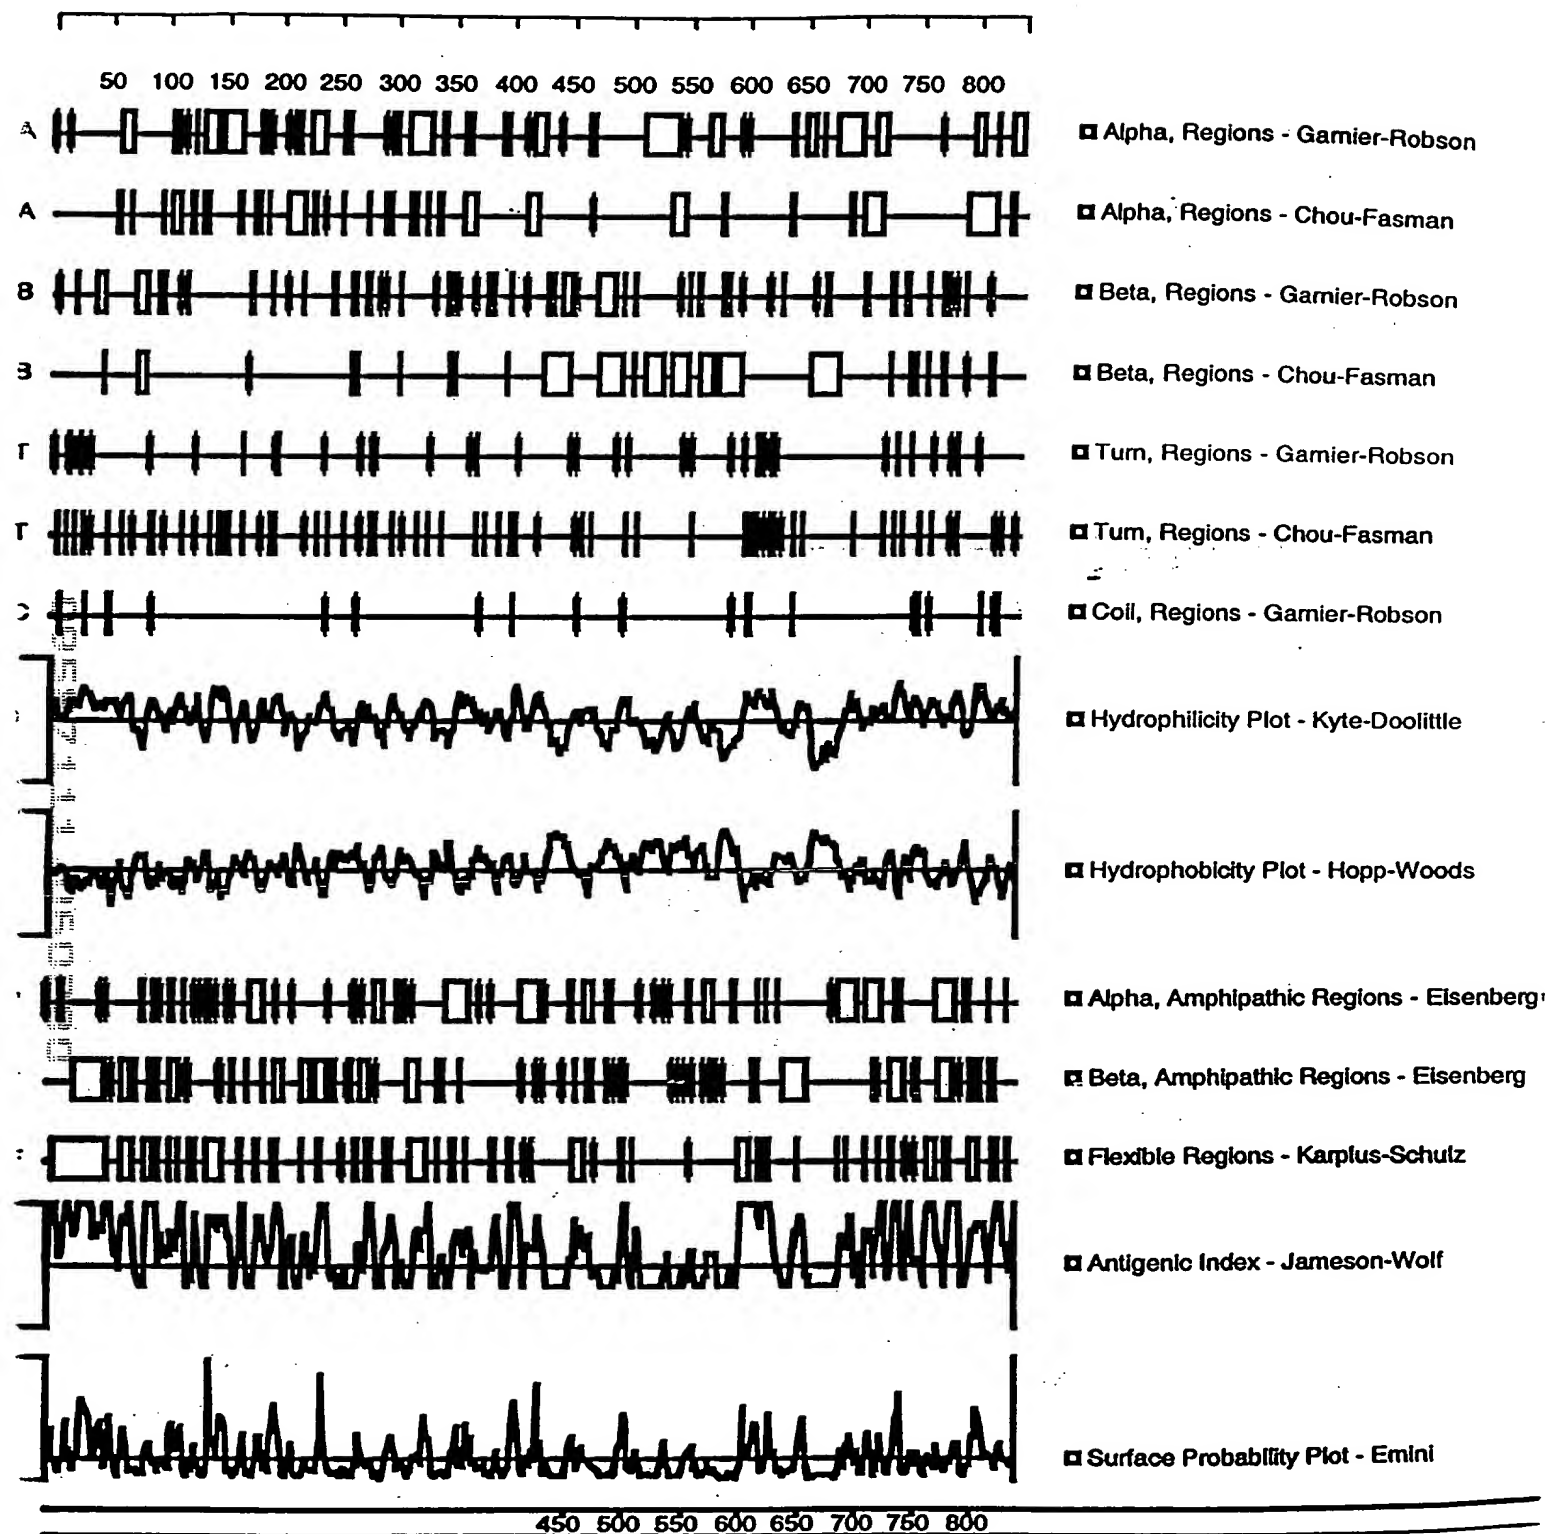 50 100 150 200 250 300 350 400 450 500 550 600 650 700 750 800
A Alpha, Regions - Garnier-Robson
A Alpha, Regions - Chou-Fasman
B Beta, Regions - Garnier-Robson
B Beta, Regions - Chou-Fasman
T Turn, Regions - Garnier-Robson
T Turn, Regions - Chou-Fasman
Coil, Regions - Garnier-Robson
Hydrophilicity Plot - Kyte-Doolittle
Hydrophobicity Plot - Hopp-Woods
Alpha, Amphipathic Regions - Eisenberg
Beta, Amphipathic Regions - Eisenberg
Flexible Regions - Karplus-Schulz
Antigenic Index - Jameson-Wolf
Surface Probability Plot - Emini
450 500 550 600 650 700 750 800